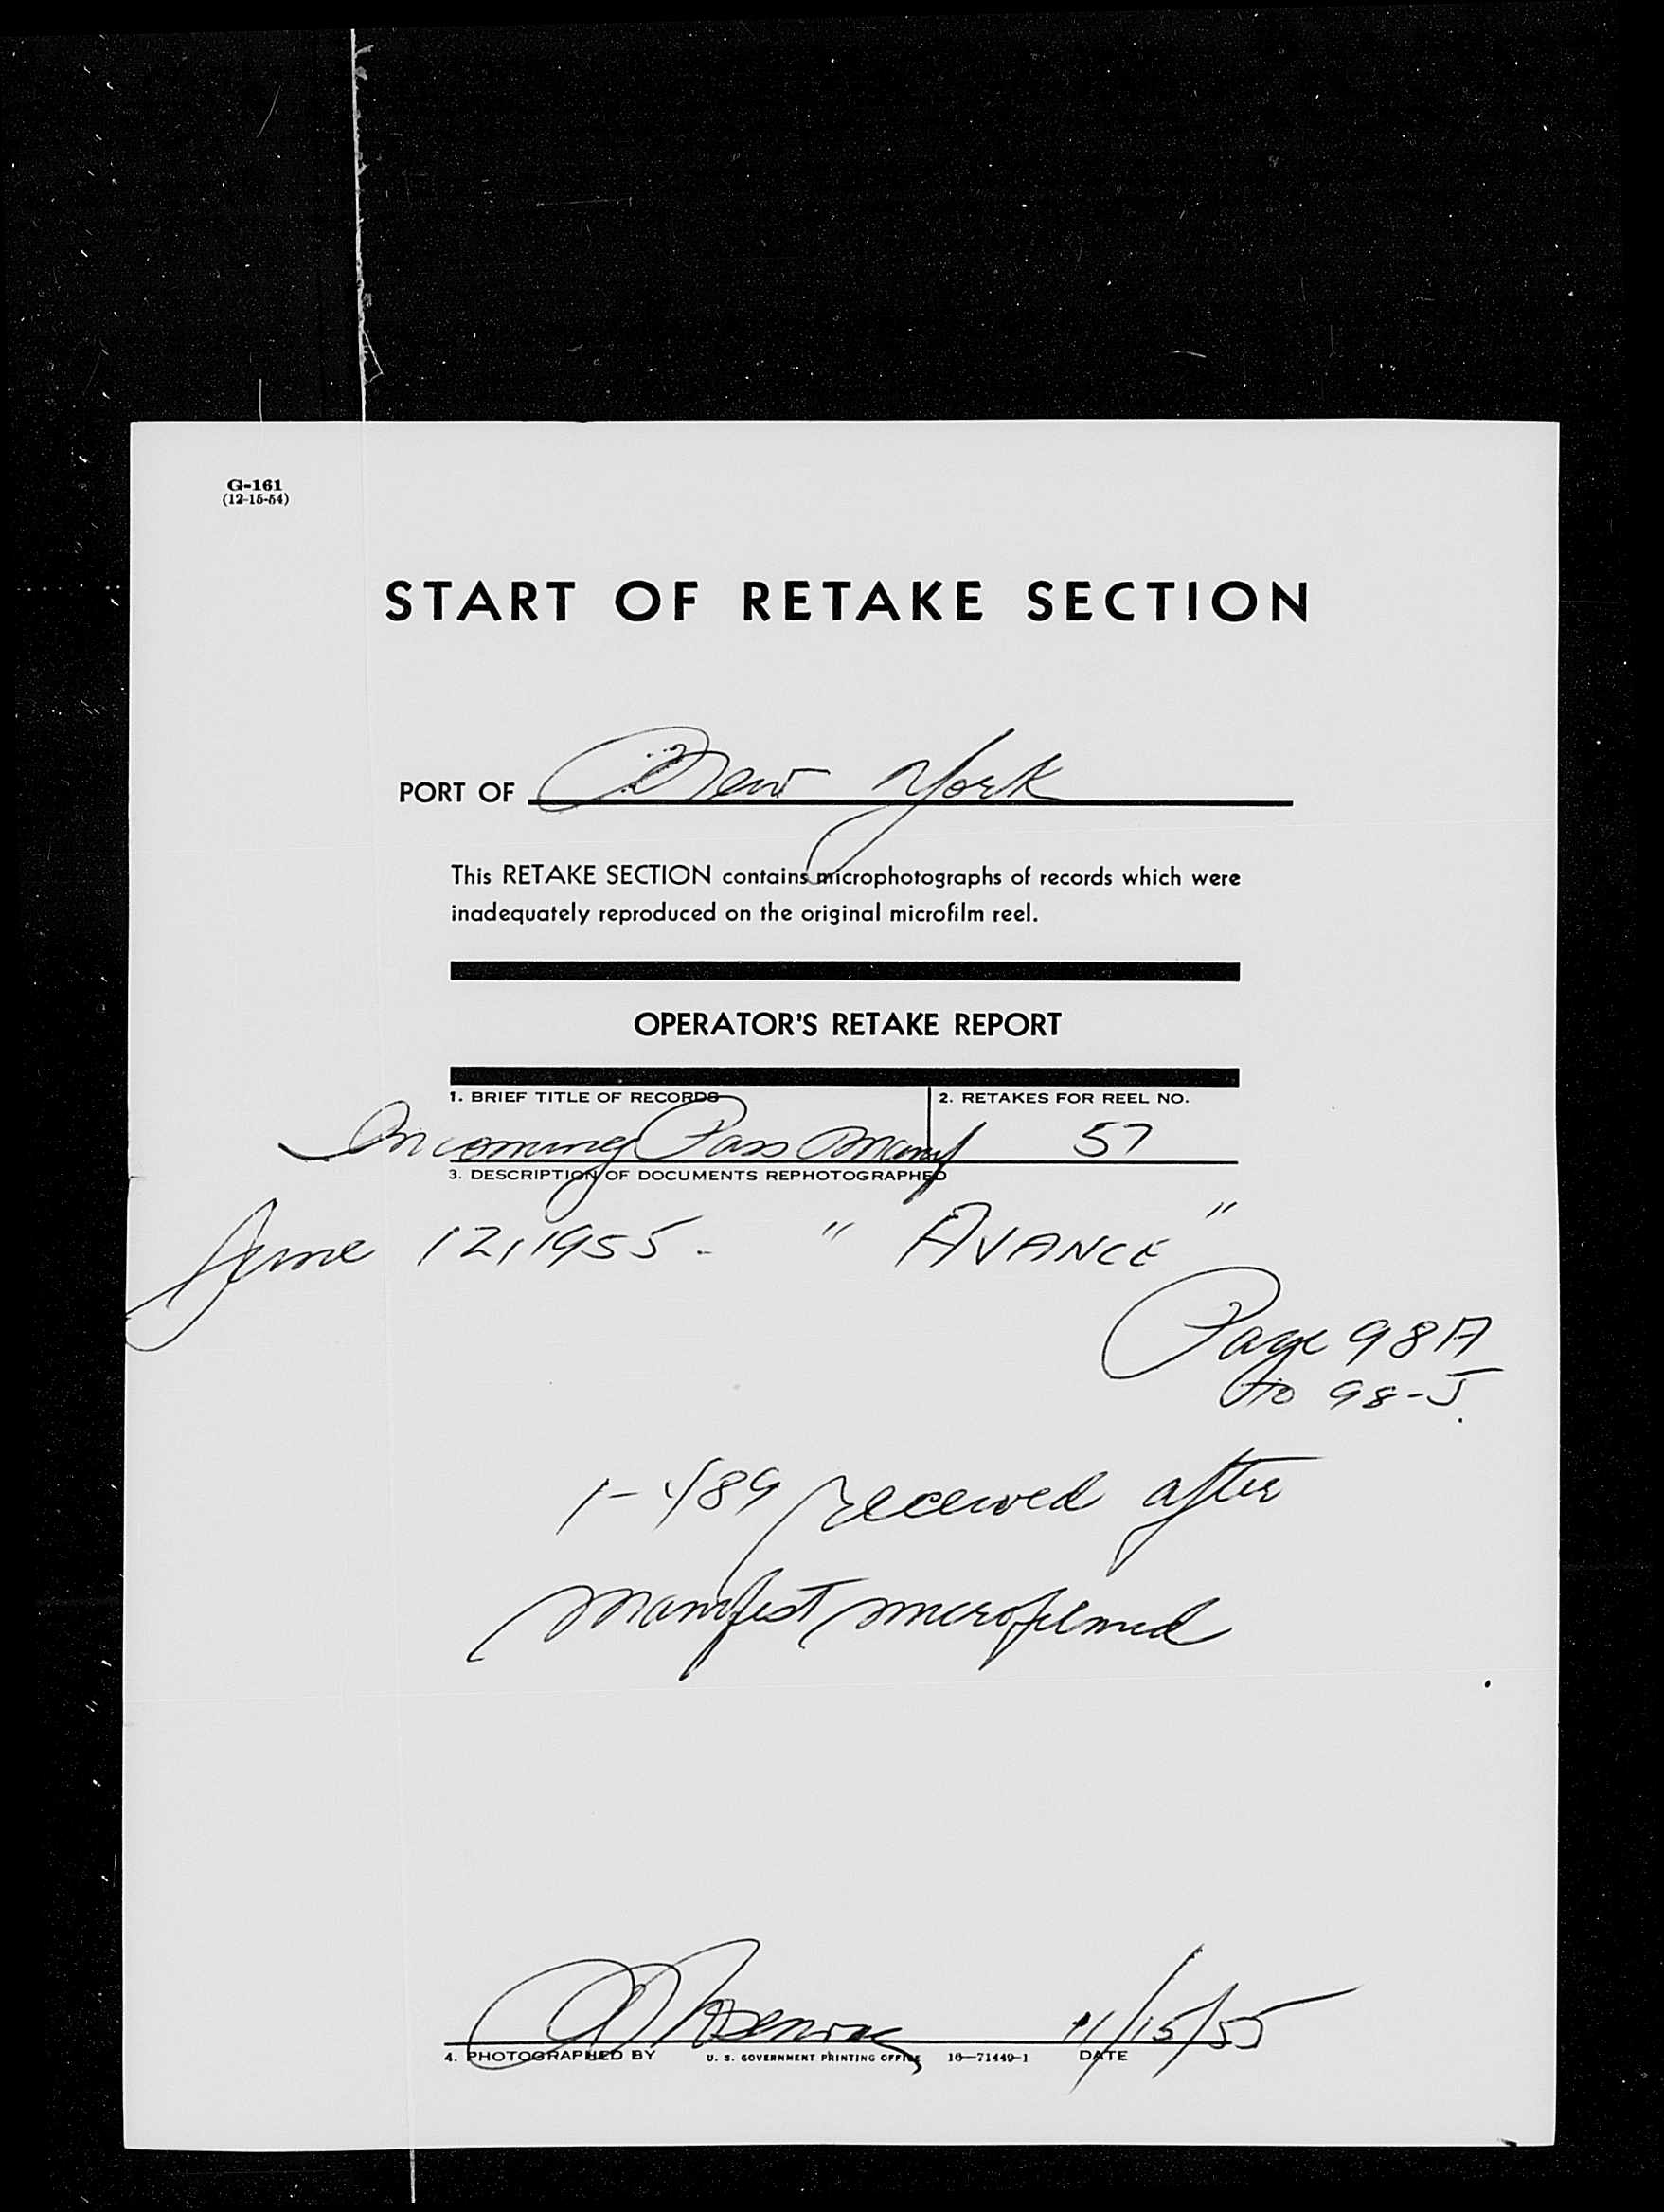 G-161
(12-15-54)
START OF RETAKE SECTION
PORT OF New York
This RETAKE SECTION contains microphotographs of records which were
inadequately reproduced on the original microfilm reel.
OPERATOR'S RETAKE REPORT
1. BRIEF TITLE OF RECORDS 2. RETAKES FOR REEL NO.
Incoming Pass Manif 57
3. DESCRIPTION OF DOCUMENTS REPHOTOGRAPHED
June 12, 1955. "AVANCE"
Page 98A
to 98-J.
1-489 received after
manifest microfilmed
11/15/55
4. PHOTOGRAPHED BY U. S. GOVERNMENT PRINTING OFFICE 16—71449-1 DATE